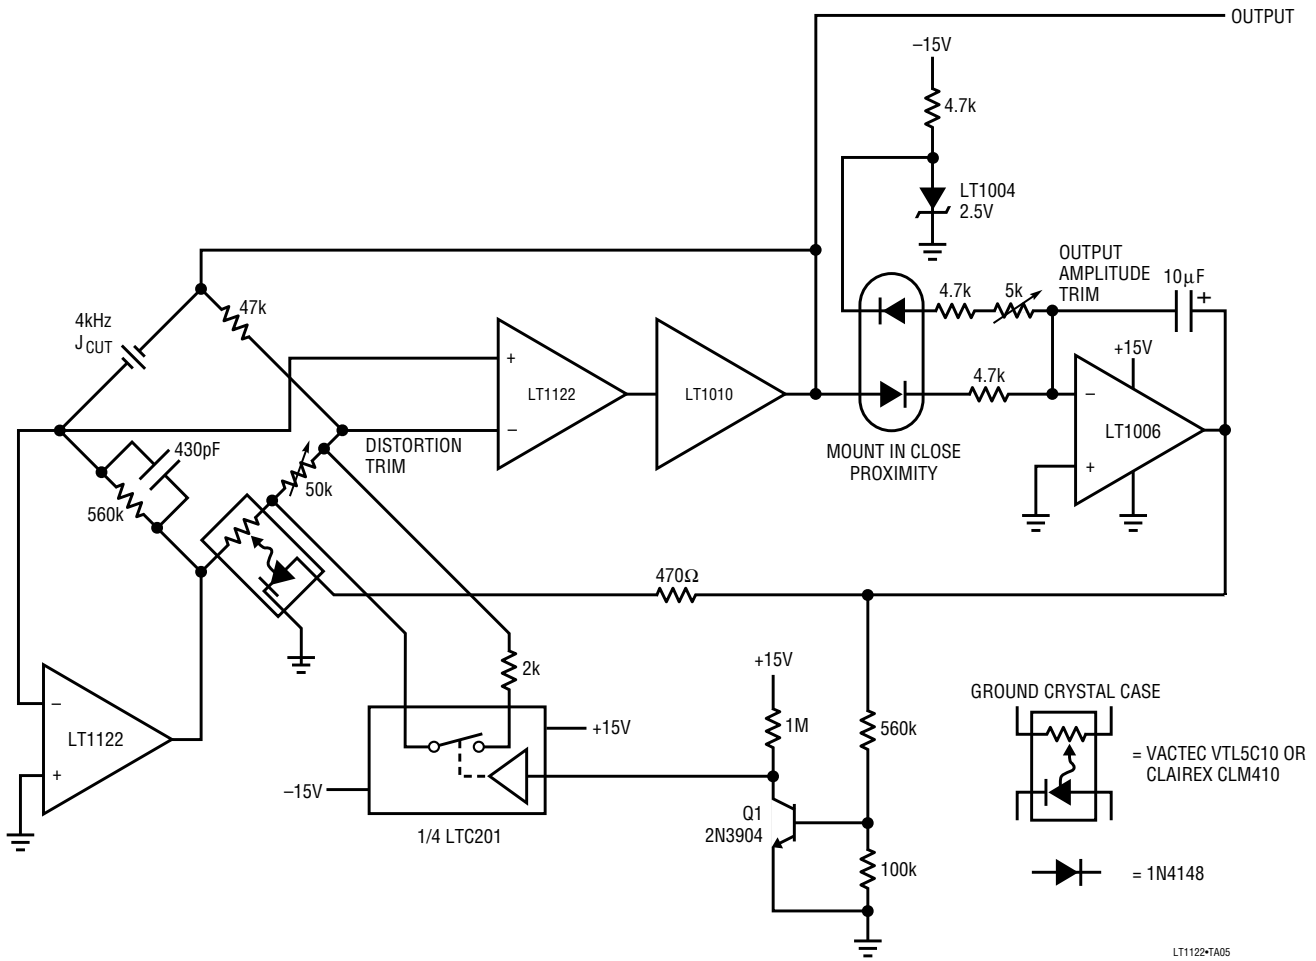 OUTPUT
–15V
4.7k
LT1004
2.5V
OUTPUT
AMPLITUDE
TRIM
10µF
+
4.7k
5k
47k
4kHz
JCUT
+
–
LT1122
LT1010
4.7k
+15V
–
+
LT1006
MOUNT IN CLOSE
PROXIMITY
DISTORTION
TRIM
430pF
560k
50k
470Ω
–
+
LT1122
2k
+15V
–15V
1/4 LTC201
+15V
1M
560k
Q1
2N3904
100k
GROUND CRYSTAL CASE
= VACTEC VTL5C10 OR
CLAIREX CLM410
= 1N4148
LT1122•TA05